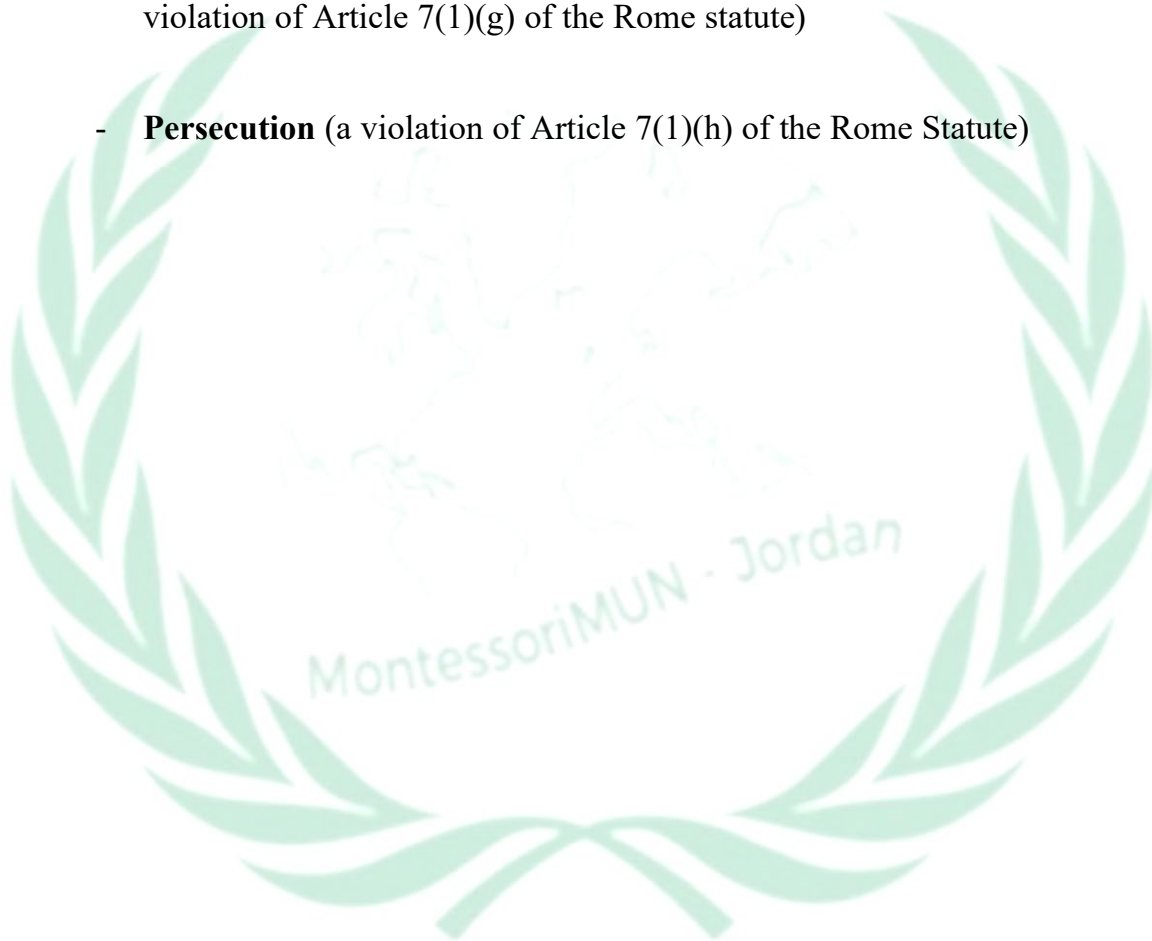 violation of Article 7(1)(g) of the Rome statute)
- Persecution (a violation of Article 7(1)(h) of the Rome Statute)
MontessoriMUN - Jordan